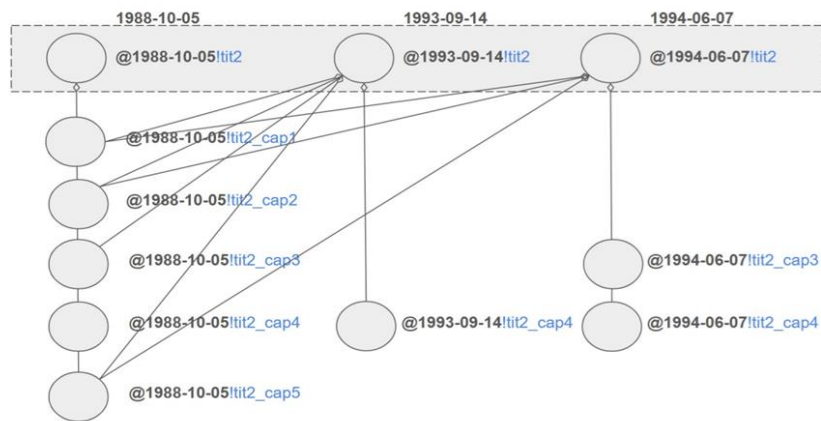 1988-10-05 1993-09-14 1994-06-07
@1988-10-05!tit2 @1993-09-14!tit2 @1994-06-07!tit2
@1988-10-05!tit2_cap1
@1988-10-05!tit2_cap2
@1988-10-05!tit2_cap3 @1994-06-07!tit2_cap3
@1988-10-05!tit2_cap4 @1993-09-14!tit2_cap4 @1994-06-07!tit2_cap4
@1988-10-05!tit2_cap5